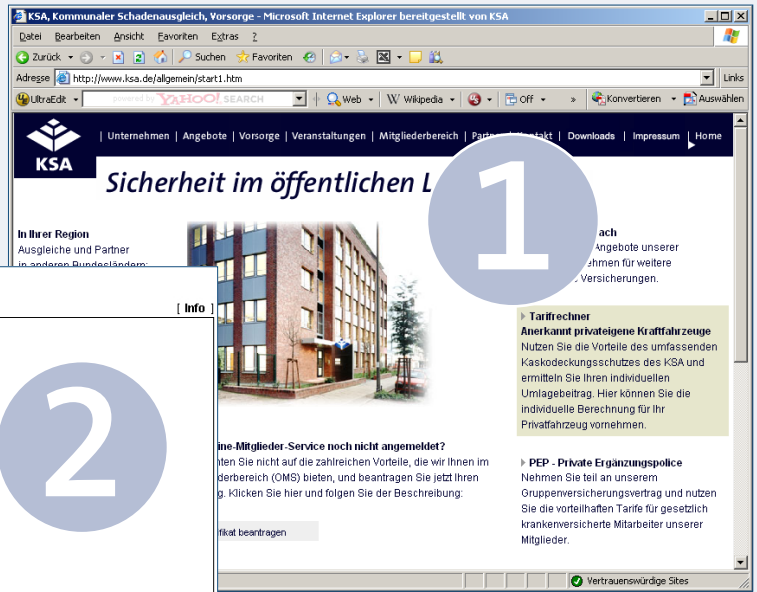 KSA, Kommunaler Schadenausgleich, Vorsorge - Microsoft Internet Explorer bereitgestellt von KSA
Datei Bearbeiten Ansicht Favoriten Extras ?
Zurück Suchen Favoriten
Adresse http://www.ksa.de/allgemein/start1.htm Links
UltraEdit powered by YAHOO! SEARCH Web W Wikipedia Off » Konvertieren Auswählen
KSA
| Unternehmen | Angebote | Vorsorge | Veranstaltungen | Mitgliederbereich | Downloads | Impressum | Home
Sicherheit im öffentlichen
1
In Ihrer Region
Ausgleiche und Partner
in anderen Bundesländern:
ach
Angebote unserer
ehmen für weitere
Versicherungen.
Tarifrechner
Anerkannt privateigene Kraftfahrzeuge
Nutzen Sie die Vorteile des umfassenden
Kaskodeckungsschutzes des KSA und
ermitteln Sie Ihren individuellen
Umlagebeitrag. Hier können Sie die
individuelle Berechnung für Ihr
Privatfahrzeug vornehmen.
[ Info ]
2
ine-Mitglieder-Service noch nicht angemeldet?
ten Sie nicht auf die zahlreichen Vorteile, die wir Ihnen im
derbereich (OMS) bieten, und beantragen Sie jetzt Ihren
g. Klicken Sie hier und folgen Sie der Beschreibung:
fikat beantragen
PEP - Private Ergänzungspolice
Nehmen Sie teil an unserem
Gruppenversicherungsvertrag und nutzen
Sie die vorteilhaften Tarife für gesetzlich
krankenversicherte Mitarbeiter unserer
Mitglieder.
Vertrauenswürdige Sites